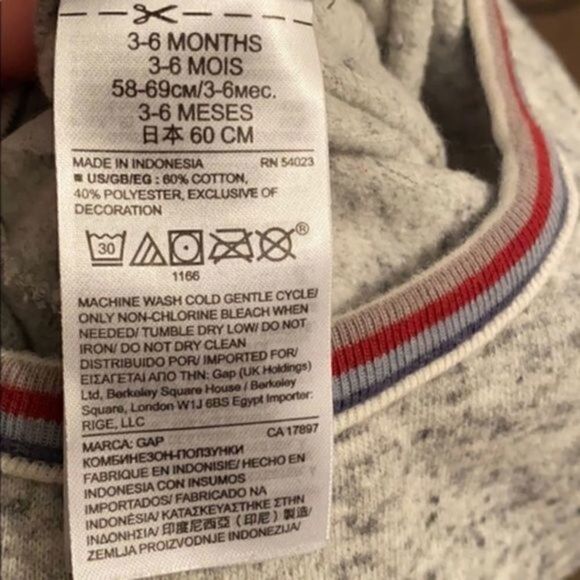 3-6 MONTHS
3-6 MOIS
58-69см/3-6мес.
3-6 MESES
日本 60 CM
MADE IN INDONESIA RN 54023
■ US/GB/EG : 60% COTTON,
40% POLYESTER, EXCLUSIVE OF
DECORATION
30 ®
1166
MACHINE WASH COLD GENTLE CYCLE/
ONLY NON-CHLORINE BLEACH WHEN
NEEDED/ TUMBLE DRY LOW/ DO NOT
IRON/ DO NOT DRY CLEAN
DISTRIBUIDO POR/ IMPORTED FOR/
ΕΙΣΑΓΕΤΑΙ ΑΠΟ ΤΗΝ: Gap (UK Holdings)
Ltd, Berkeley Square House / Berkeley
Square, London W1J 6BS Egypt Importer:
RIGE, LLC
MARCA: GAP CA 17897
КОМБИНЕЗОН-ПОЛЗУНКИ
FABRIQUE EN INDONISIE/ HECHO EN
INDONESIA CON INSUMOS
IMPORTADOS/ FABRICADO NA
INDONÉSIA/ ΚΑΤΑΣΚΕΥΑΣΤΗΚΕ ΣΤΗΝ
ΙΝΔΟΝΗΣΙΑ/ 印度尼西亞 (印尼) 製造/
ZEMLJA PROIZVODNJE INDONEZIJA/